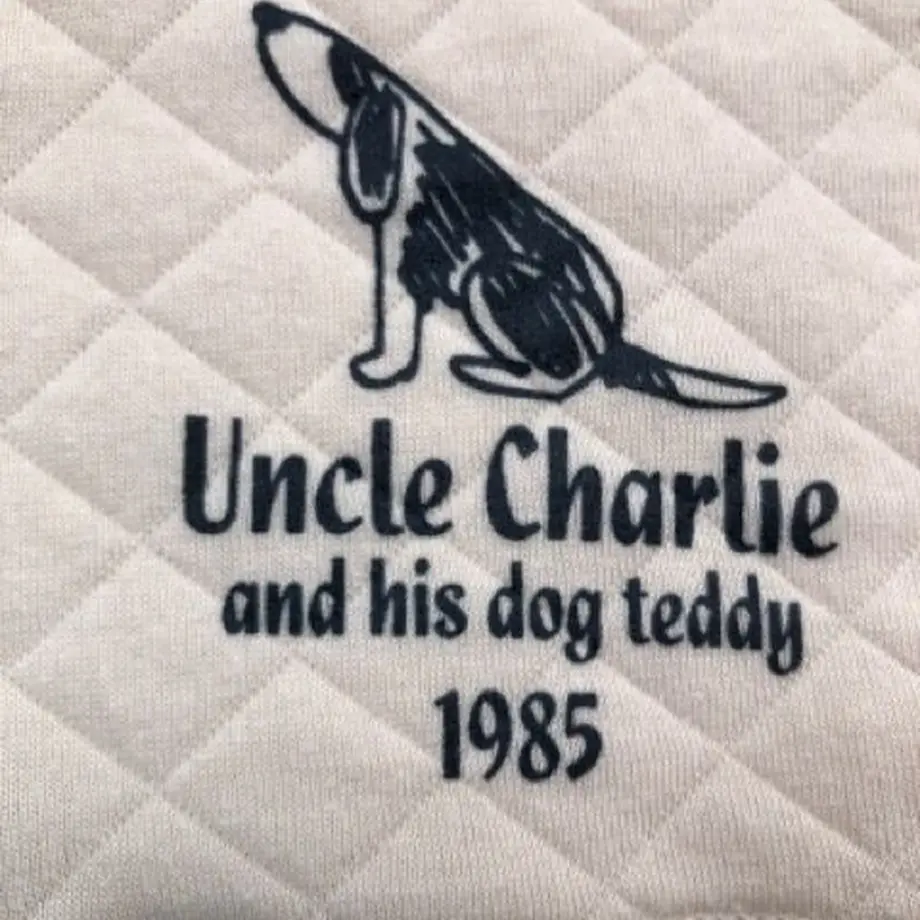 Uncle Charlie
and his dog teddy
1985